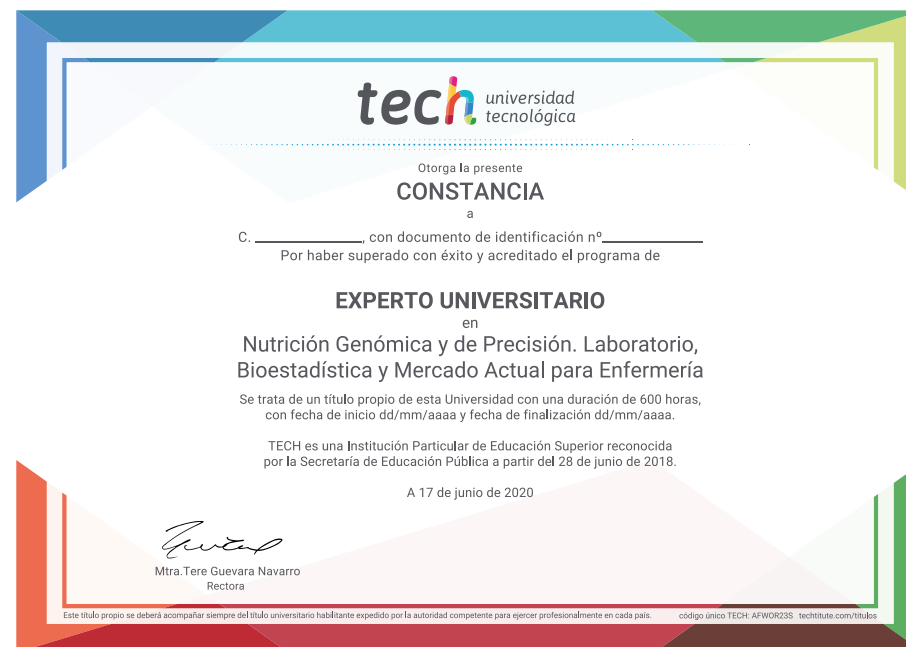 tech universidad
tecnológica
Otorga la presente
CONSTANCIA
a
C. ____________, con documento de identificación nº____________
Por haber superado con éxito y acreditado el programa de
EXPERTO UNIVERSITARIO
en
Nutrición Genómica y de Precisión. Laboratorio,
Bioestadística y Mercado Actual para Enfermería
Se trata de un título propio de esta Universidad con una duración de 600 horas,
con fecha de inicio dd/mm/aaaa y fecha de finalización dd/mm/aaaa.
TECH es una Institución Particular de Educación Superior reconocida
por la Secretaría de Educación Pública a partir del 28 de junio de 2018.
A 17 de junio de 2020
Mtra.Tere Guevara Navarro
Rectora
Este título propio se deberá acompañar siempre del título universitario habilitante expedido por la autoridad competente para ejercer profesionalmente en cada país. código único TECH: AFWOR23S techtitute.com/titulos